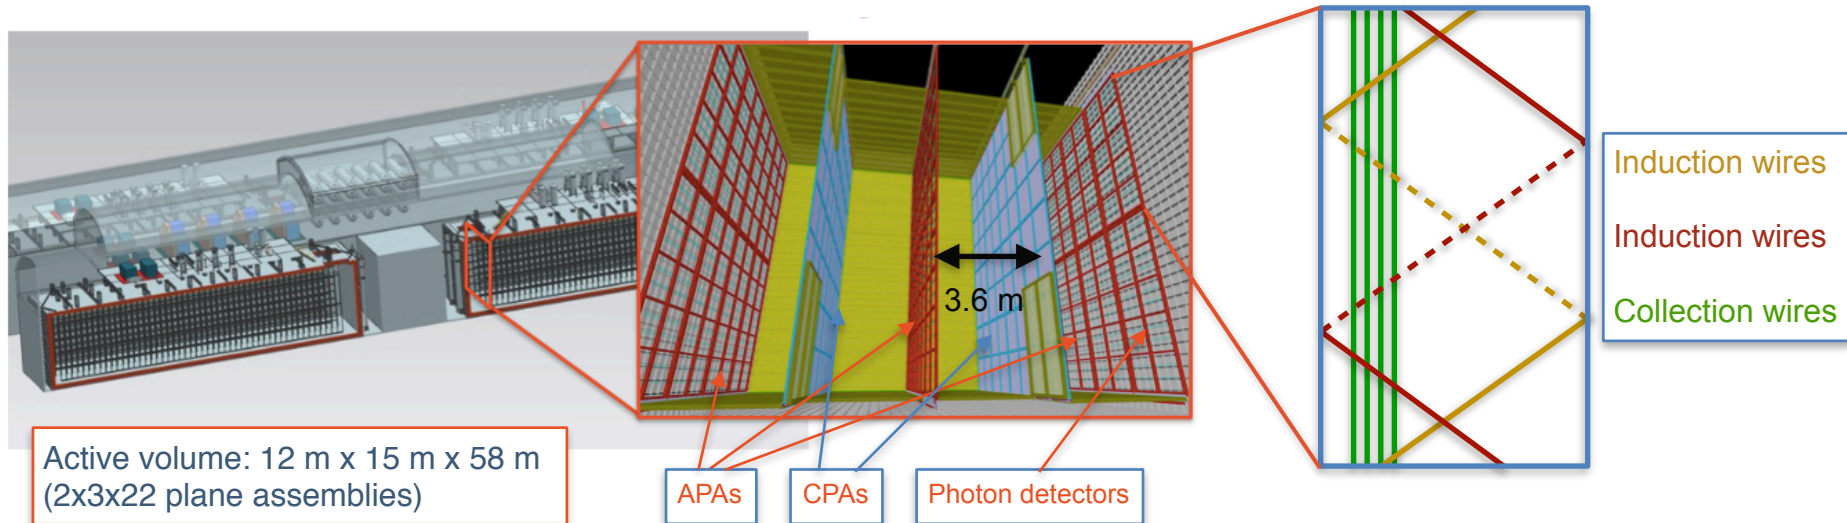 3.6 m
Induction wires
Induction wires
Collection wires
Active volume: 12 m x 15 m x 58 m
(2x3x22 plane assemblies)
APAs
CPAs
Photon detectors